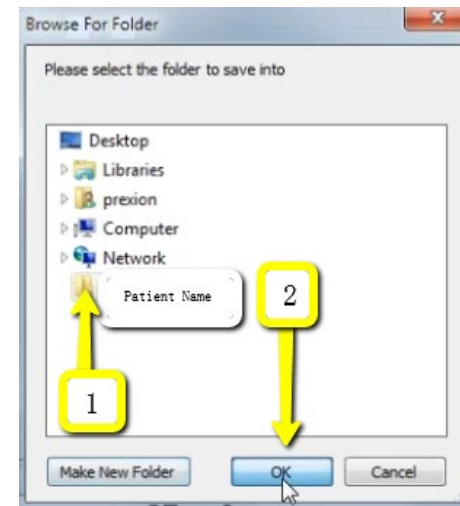 Browse For Folder
Please select the folder to save into
Desktop
Libraries
prexion
Computer
Network
Patient Name
2
1
Make New Folder
OK
Cancel